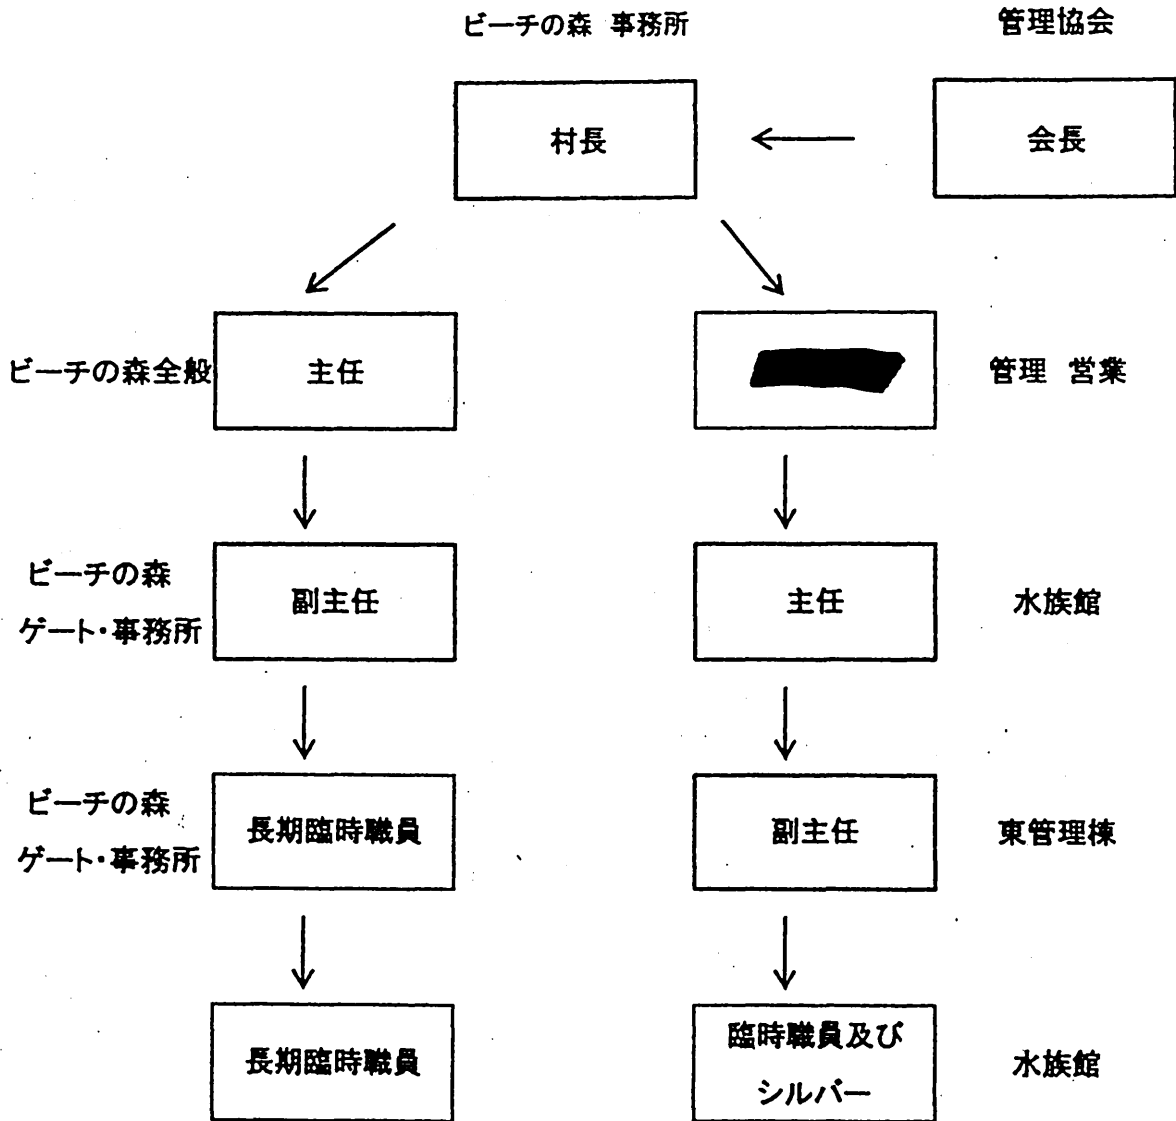 ビーチの森 事務所
管理協会
村長
会長
ビーチの森全般
主任
管理 営業
ビーチの森
ゲート・事務所
副主任
主任
水族館
ビーチの森
ゲート・事務所
長期臨時職員
副主任
東管理棟
長期臨時職員
臨時職員及び
シルバー
水族館